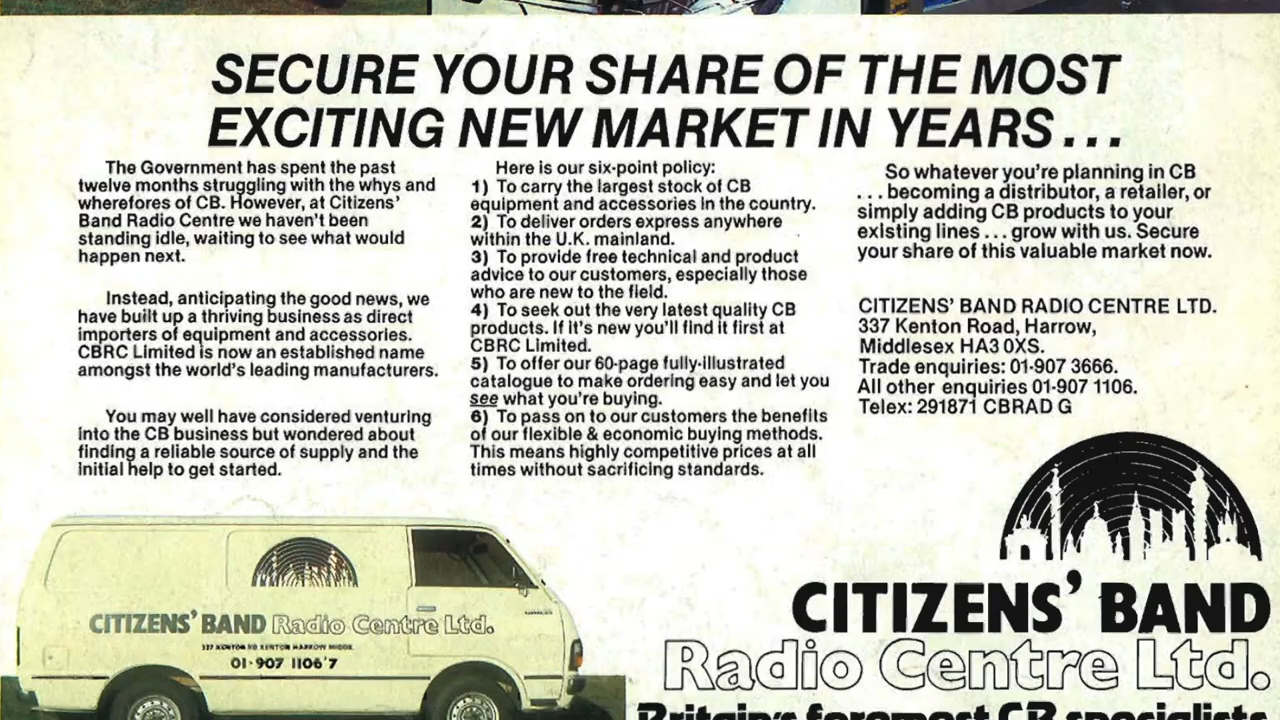 SECURE YOUR SHARE OF THE MOST
EXCITING NEW MARKET IN YEARS...
The Government has spent the past
twelve months struggling with the whys and
wherefores of CB. However, at Citizens'
Band Radio Centre we haven't been
standing idle, waiting to see what would
happen next.
Instead, anticipating the good news, we
have built up a thriving business as direct
importers of equipment and accessories.
CBRC Limited is now an established name
amongst the world's leading manufacturers.
You may well have considered venturing
into the CB business but wondered about
finding a reliable source of supply and the
initial help to get started.
Here is our six-point policy:
1) To carry the largest stock of CB
equipment and accessories in the country.
2) To deliver orders express anywhere
within the U.K. mainland.
3) To provide free technical and product
advice to our customers, especially those
who are new to the field.
4) To seek out the very latest quality CB
products. If it's new you'll find it first at
CBRC Limited.
5) To offer our 60-page fully-illustrated
catalogue to make ordering easy and let you
see what you're buying.
6) To pass on to our customers the benefits
of our flexible & economic buying methods.
This means highly competitive prices at all
times without sacrificing standards.
So whatever you're planning in CB
...becoming a distributor, a retailer, or
simply adding CB products to your
existing lines...grow with us. Secure
your share of this valuable market now.
CITIZENS' BAND RADIO CENTRE LTD.
337 Kenton Road, Harrow,
Middlesex HA3 0XS.
Trade enquiries: 01-907 3666.
All other enquiries 01-907 1106.
Telex: 291871 CBRAD G
CITIZENS' BAND Radio Centre Ltd.
337 KENTON RD KENTON HARROW MIDDX
01-907 1106'7
CITIZENS' BAND
Radio Centre Ltd.
Britain's foremost CB specialists